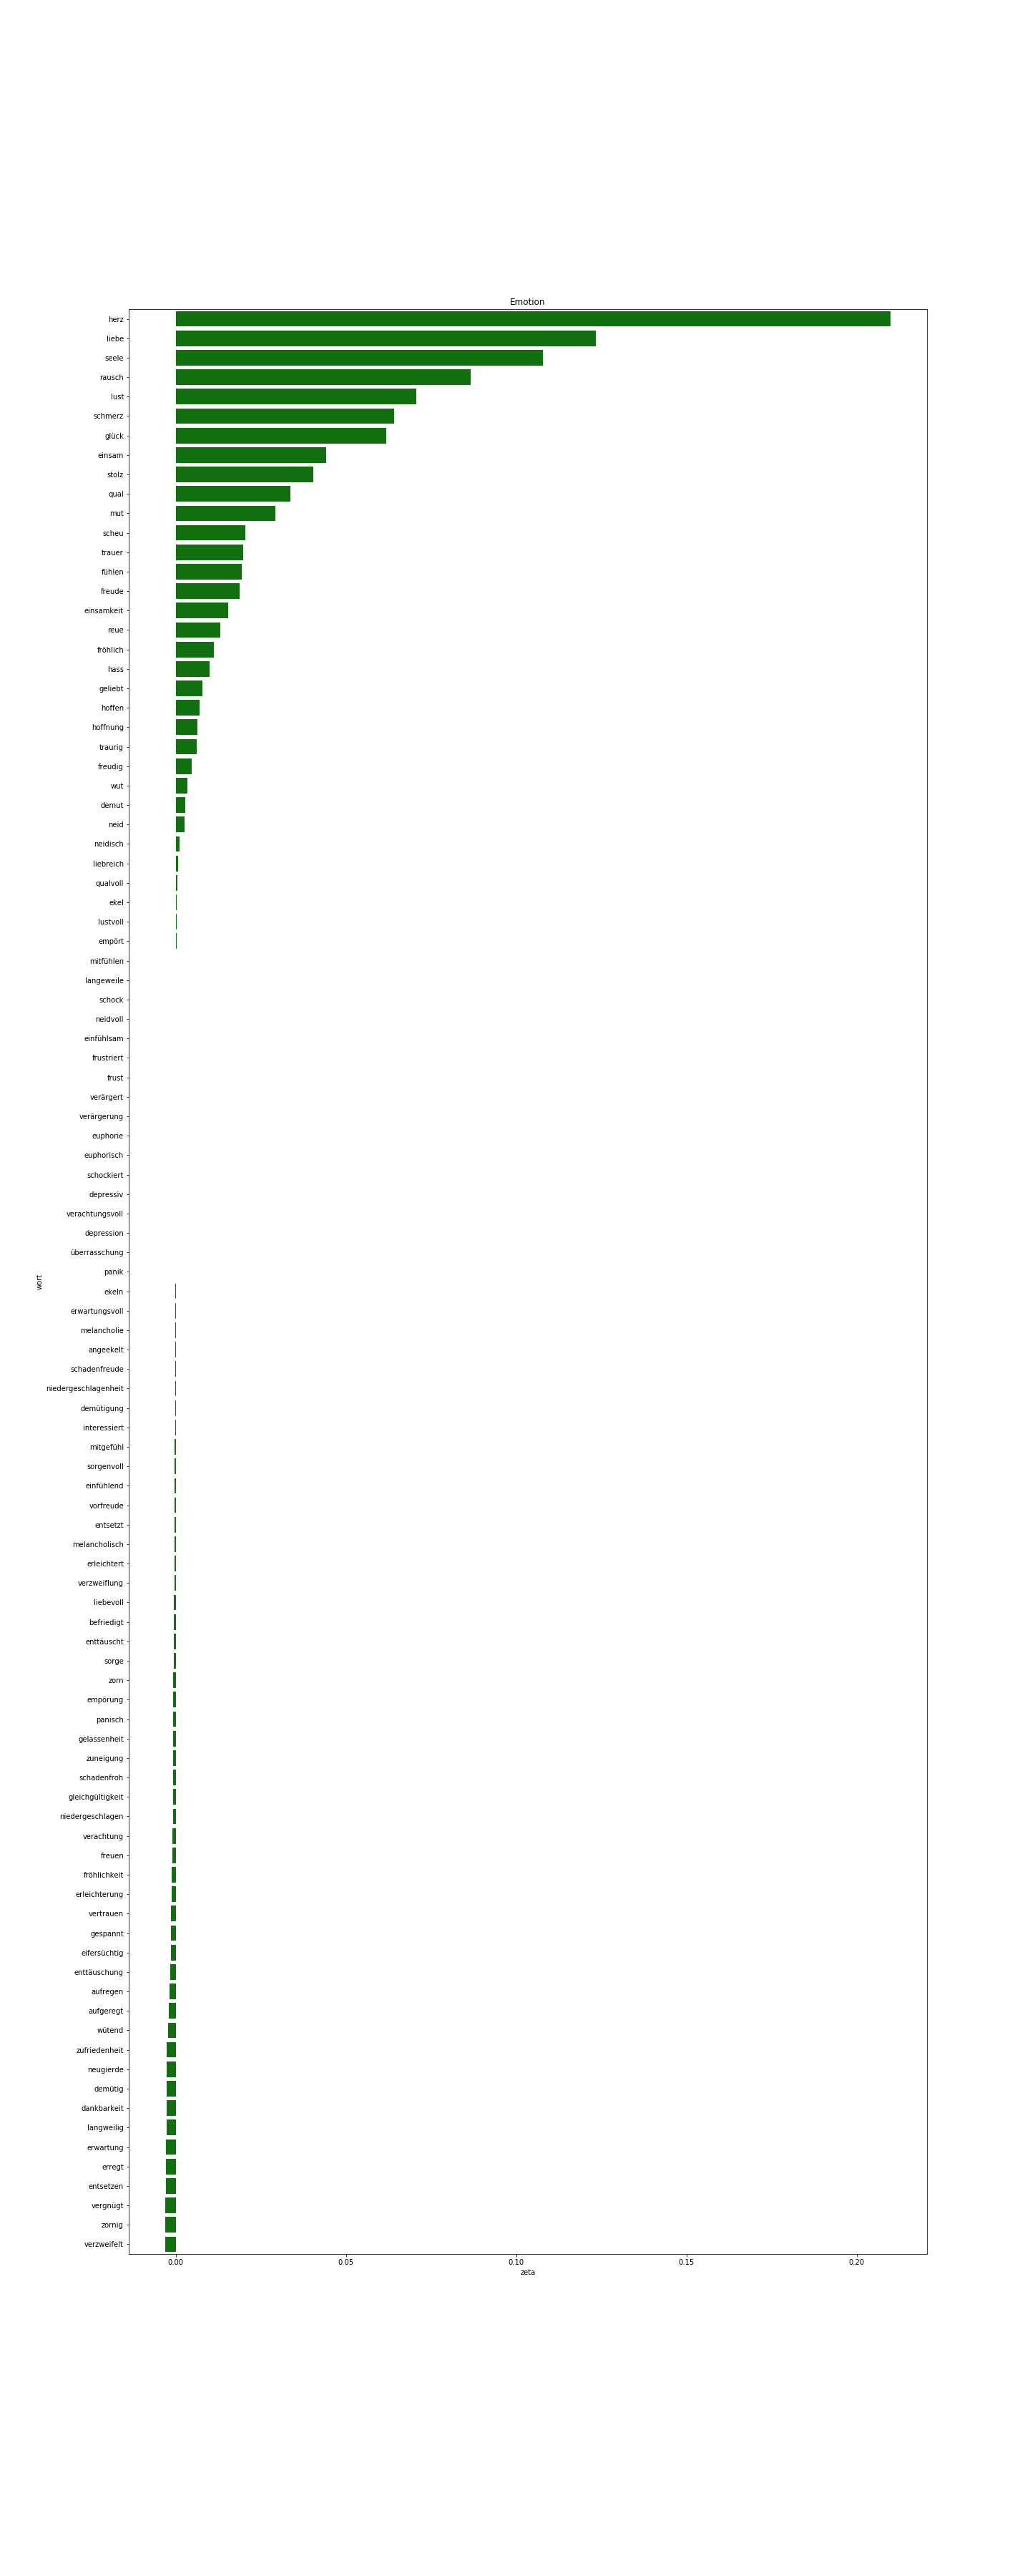 Emotion
herz
liebe
seele
rausch
lust
schmerz
glück
einsam
stolz
qual
mut
scheu
trauer
fühlen
freude
einsamkeit
reue
fröhlich
hass
geliebt
hoffen
hoffnung
traurig
freudig
wut
demut
neid
neidisch
liebreich
qualvoll
ekel
lustvoll
empört
mitfühlen
langeweile
schock
neidvoll
einfühlsam
frustriert
frust
verärgert
verärgerung
euphorie
euphorisch
schockiert
depressiv
verachtungsvoll
depression
überrasschung
panik
wort
ekeln
erwartungsvoll
melancholie
angeekelt
schadenfreude
niedergeschlagenheit
demütigung
interessiert
mitgefühl
sorgenvoll
einfühlend
vorfreude
entsetzt
melancholisch
erleichtert
verzweiflung
liebevoll
befriedigt
enttäuscht
sorge
zorn
empörung
panisch
gelassenheit
zuneigung
schadenfroh
gleichgültigkeit
niedergeschlagen
verachtung
freuen
fröhlichkeit
erleichterung
vertrauen
gespannt
eifersüchtig
enttäuschung
aufregen
aufgeregt
wütend
zufriedenheit
neugierde
demütig
dankbarkeit
langweilig
erwartung
erregt
entsetzen
vergnügt
zornig
verzweifelt
0.00 0.05 0.10 0.15 0.20
zeta